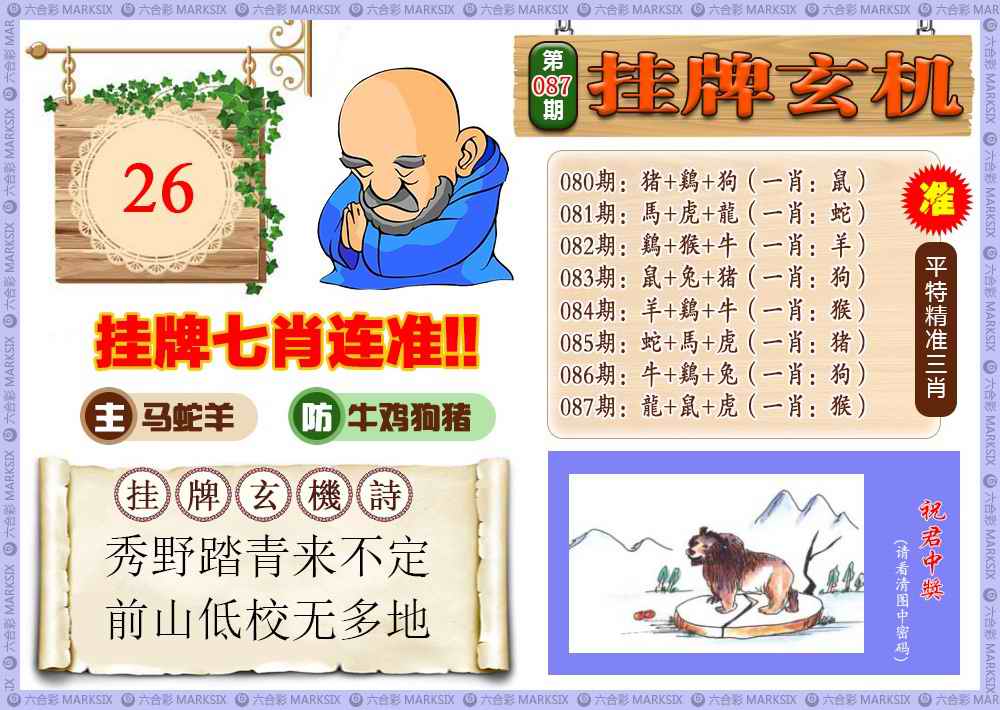 六合彩 MARKSIX
第
087
期
挂牌玄机
26
挂牌七肖连准!!
主 马蛇羊
防 牛鸡狗猪
挂牌玄機詩
秀野踏青来不定
前山低校无多地
080期：猪+鷄+狗（一肖：鼠）
081期：馬+虎+龍（一肖：蛇）
082期：鷄+猴+牛（一肖：羊）
083期：鼠+兔+猪（一肖：狗）
084期：羊+鷄+牛（一肖：猴）
085期：蛇+馬+虎（一肖：猪）
086期：牛+鷄+兔（一肖：狗）
087期：龍+鼠+虎（一肖：猴）
准
平特精准三肖
祝君中獎
（请看清图中密码）